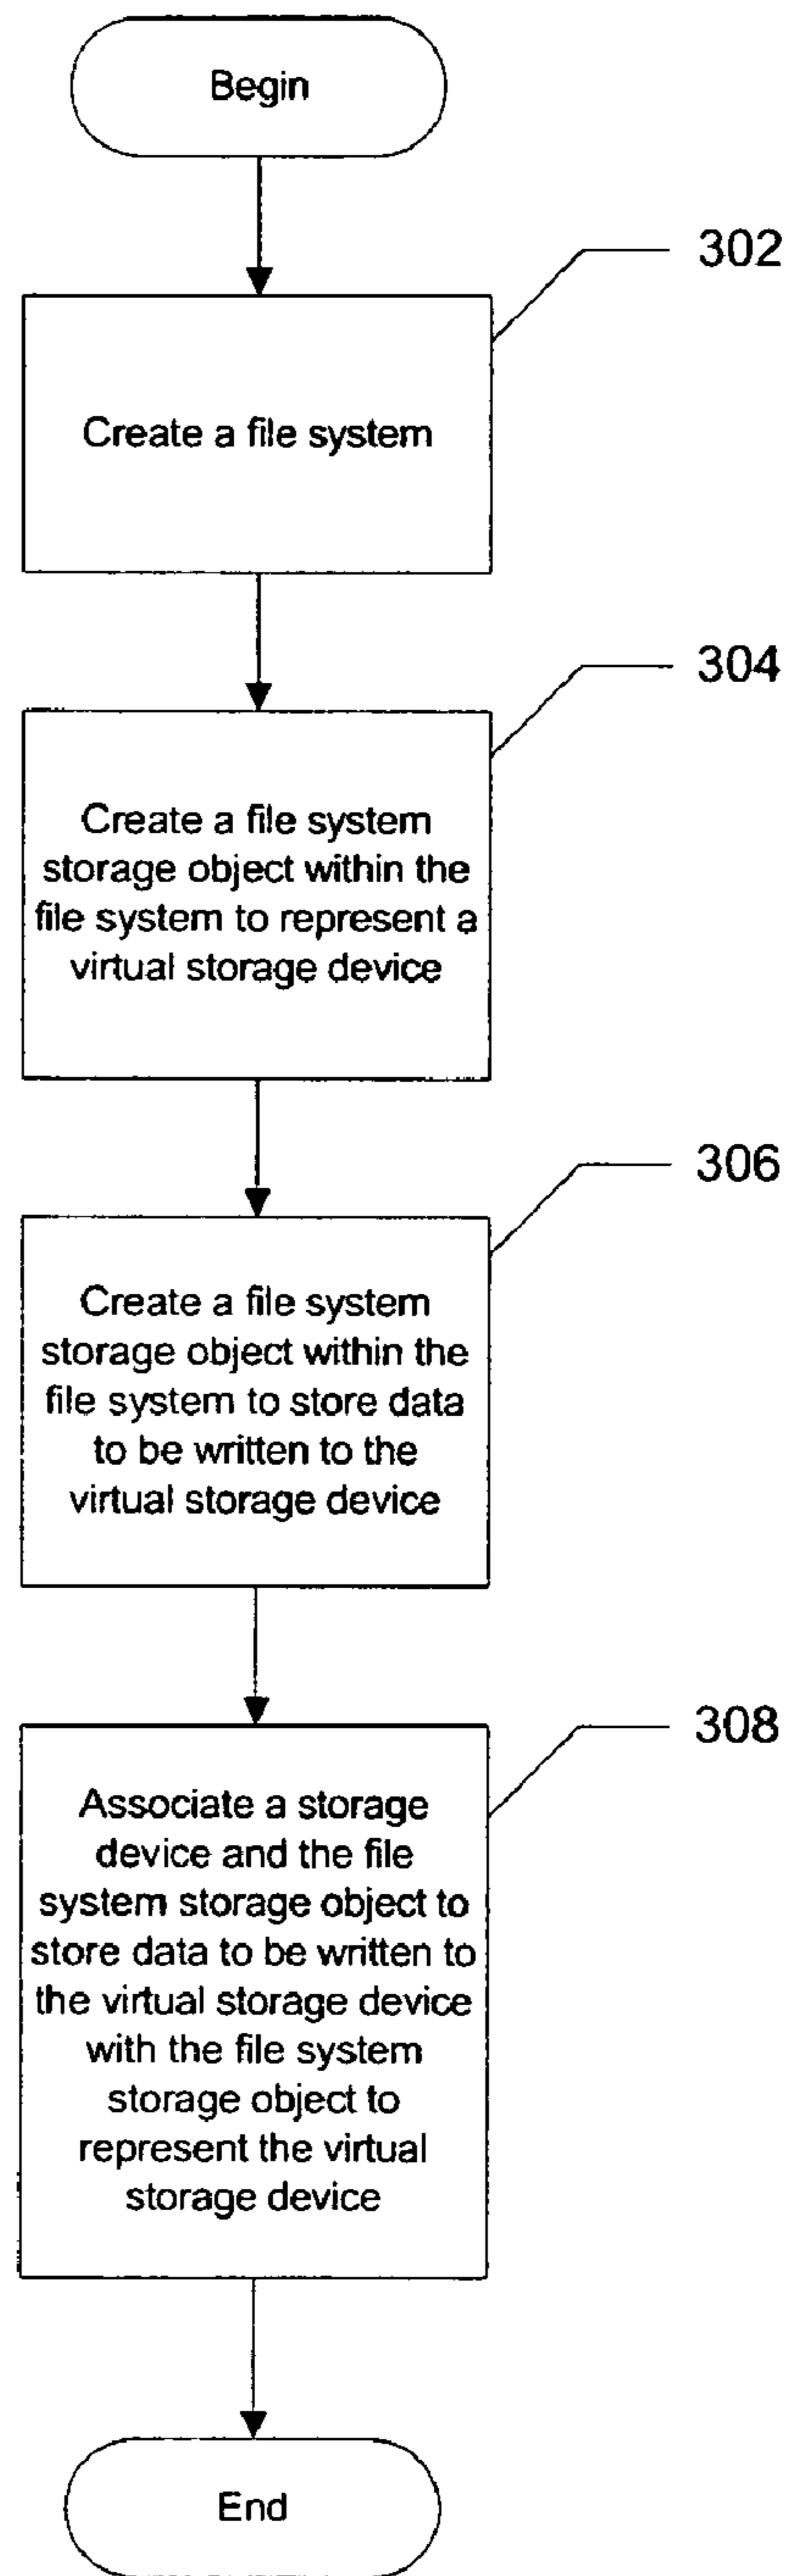 Begin
302
Create a file system
304
Create a file system
storage object within the
file system to represent a
virtual storage device
306
Create a file system
storage object within the
file system to store data
to be written to the
virtual storage device
308
Associate a storage
device and the file
system storage object to
store data to be written to
the virtual storage device
with the file system
storage object to
represent the virtual
storage device
End